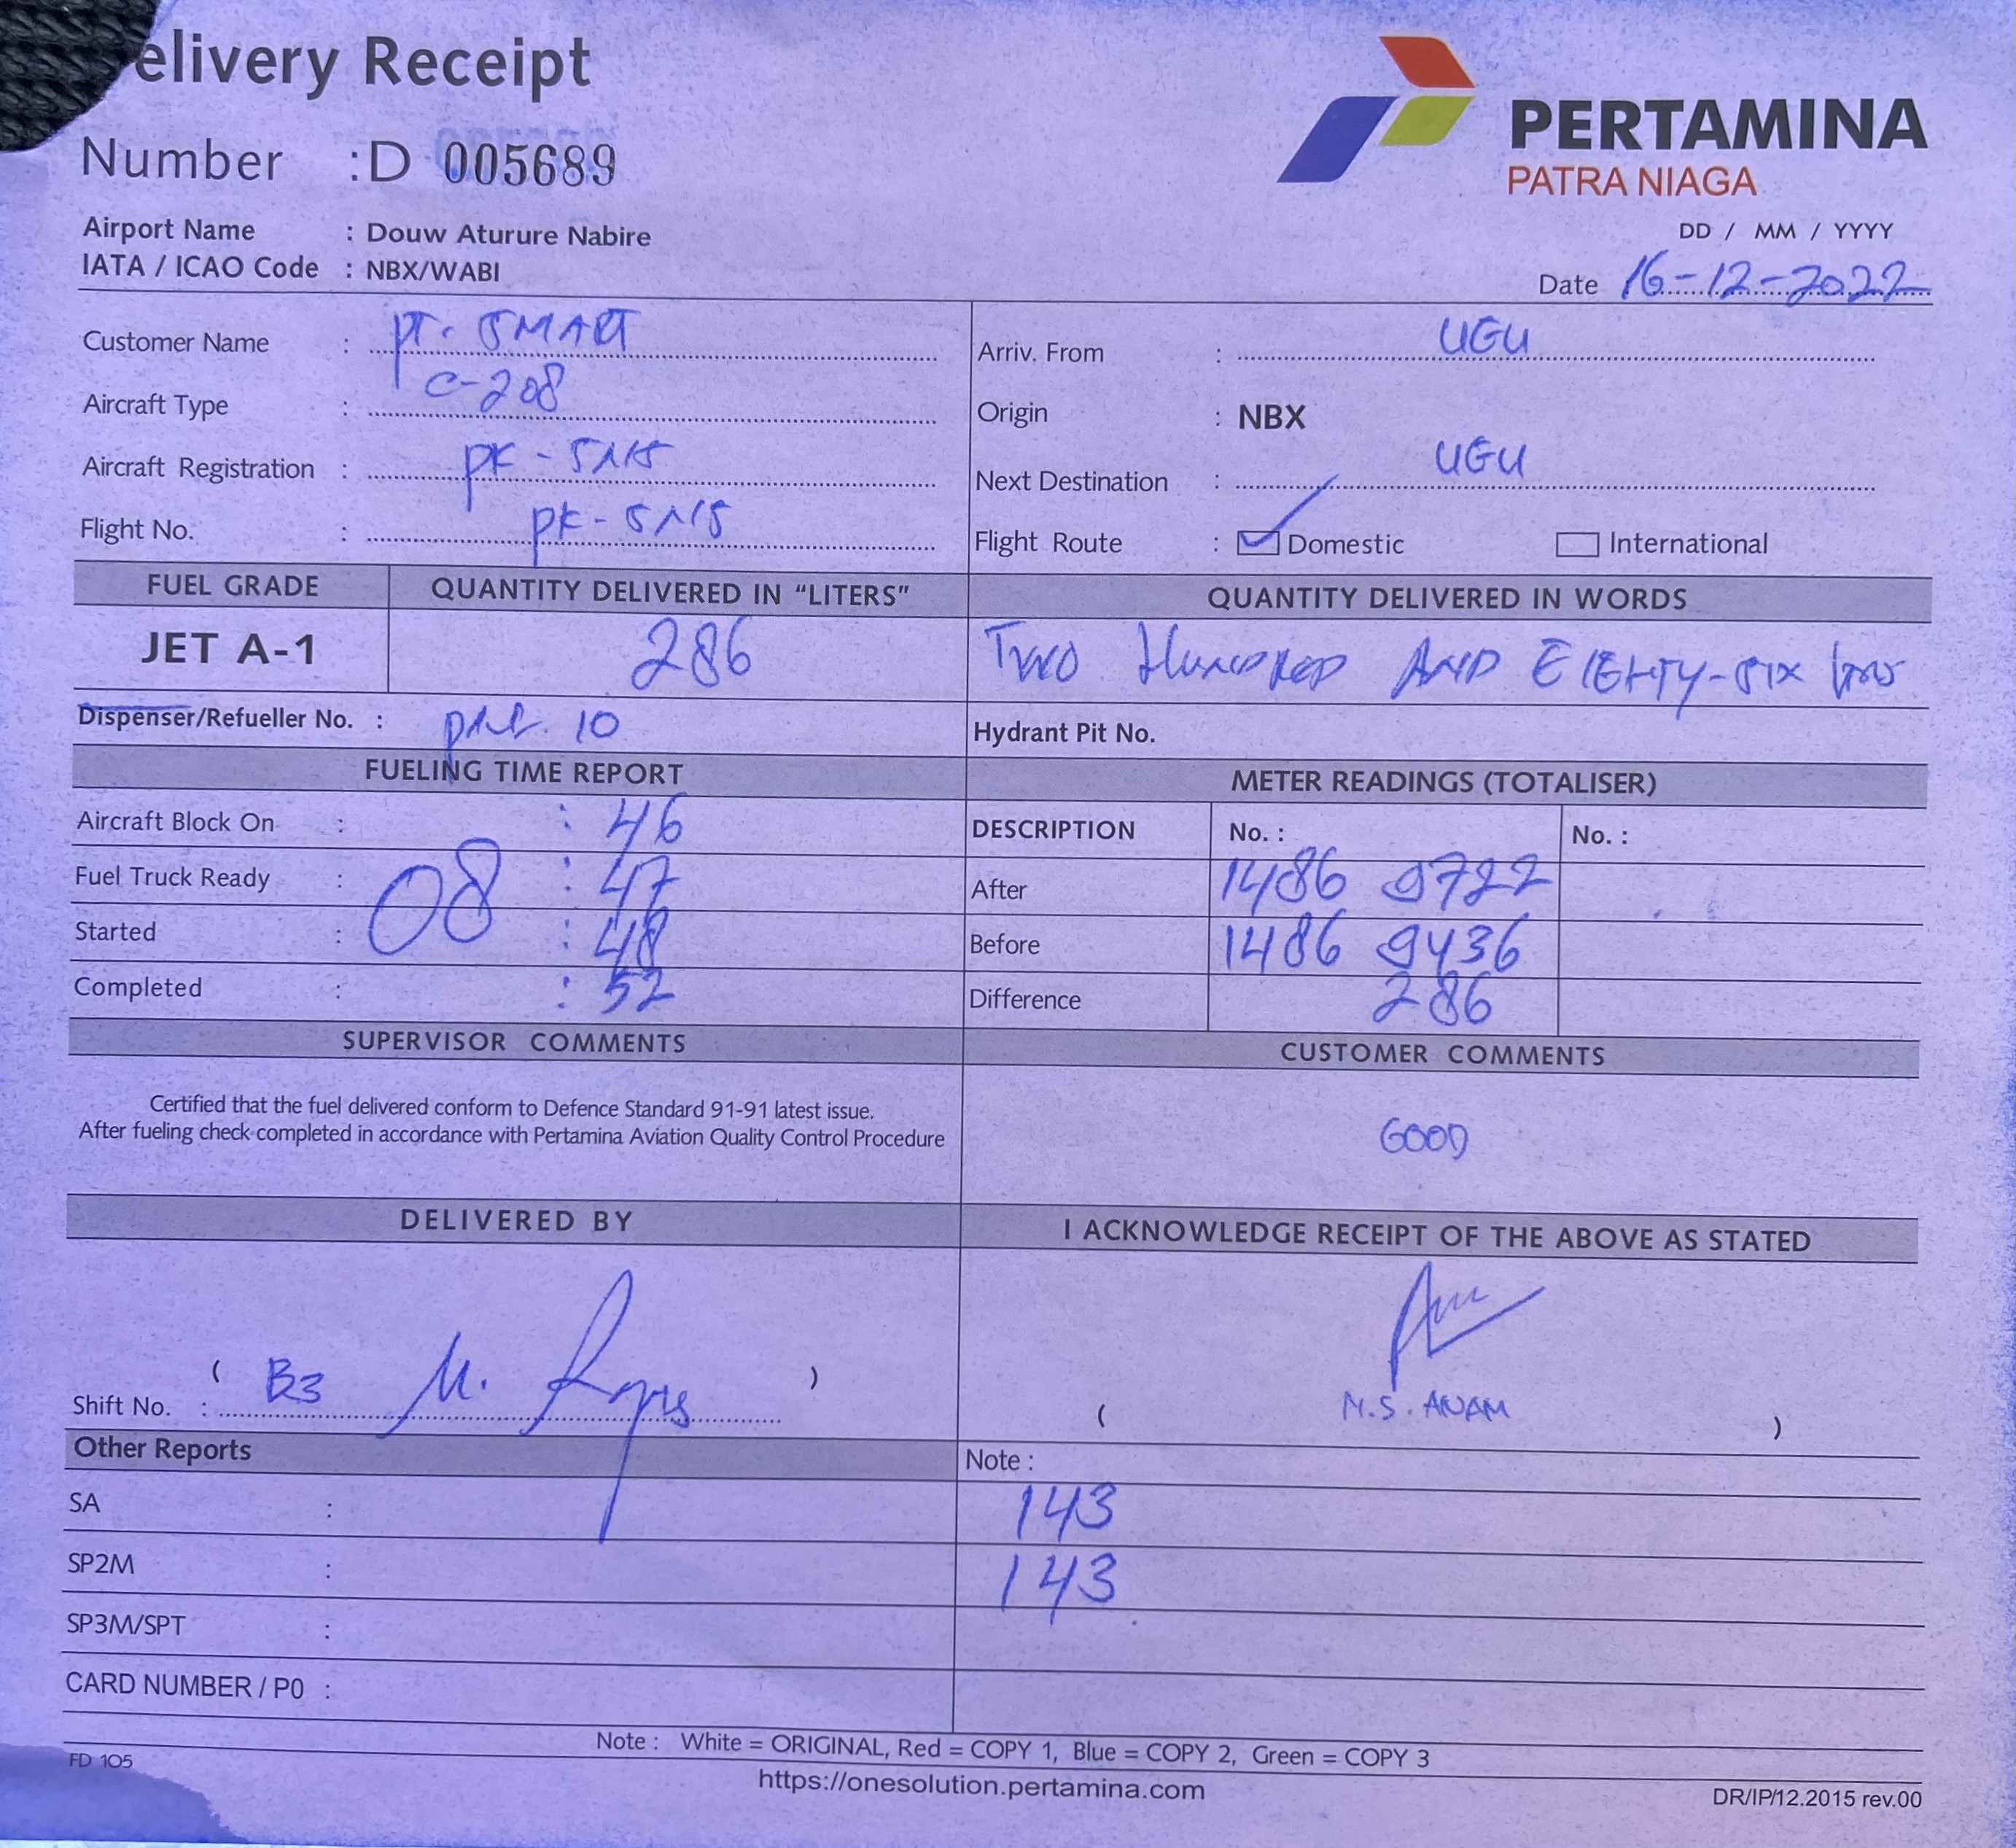 elivery Receipt
PERTAMINA
PATRA NIAGA
Number : D 005689
Airport Name : Douw Aturure Nabire
IATA / ICAO Code : NBX/WABI
DD / MM / YYYY
Date 16-12-2022
Customer Name : PT. SMART
Aircraft Type : C-208
Aircraft Registration : PK-
Flight No. : PK-
Arriv. From : UGU
Origin : NBX
Next Destination : UGU
Flight Route : Domestic International
FUEL GRADE QUANTITY DELIVERED IN "LITERS" QUANTITY DELIVERED IN WORDS
JET A-1 286 TWO HUNDRED AND EIEHTY-SIX
Dispenser/Refueller No. : 10
Hydrant Pit No.
FUELING TIME REPORT
Aircraft Block On : : 46
Fuel Truck Ready : 08 : 47
Started : : 48
Completed : : 52
METER READINGS (TOTALISER)
DESCRIPTION No. : No. :
After 1486 9722
Before 1486 9436
Difference 286
SUPERVISOR COMMENTS
Certified that the fuel delivered conform to Defence Standard 91-91 latest issue.
After fueling check completed in accordance with Pertamina Aviation Quality Control Procedure
CUSTOMER COMMENTS
GOOD
DELIVERED BY
( B3 M. )
Shift No. :
I ACKNOWLEDGE RECEIPT OF THE ABOVE AS STATED
( M.S. ANAM )
Other Reports
SA :
SP2M :
SP3M/SPT :
CARD NUMBER / P0 :
Note :
143
143
Note : White = ORIGINAL, Red = COPY 1, Blue = COPY 2, Green = COPY 3
FD 105
https://onesolution.pertamina.com
DR/IP/12.2015 rev.00